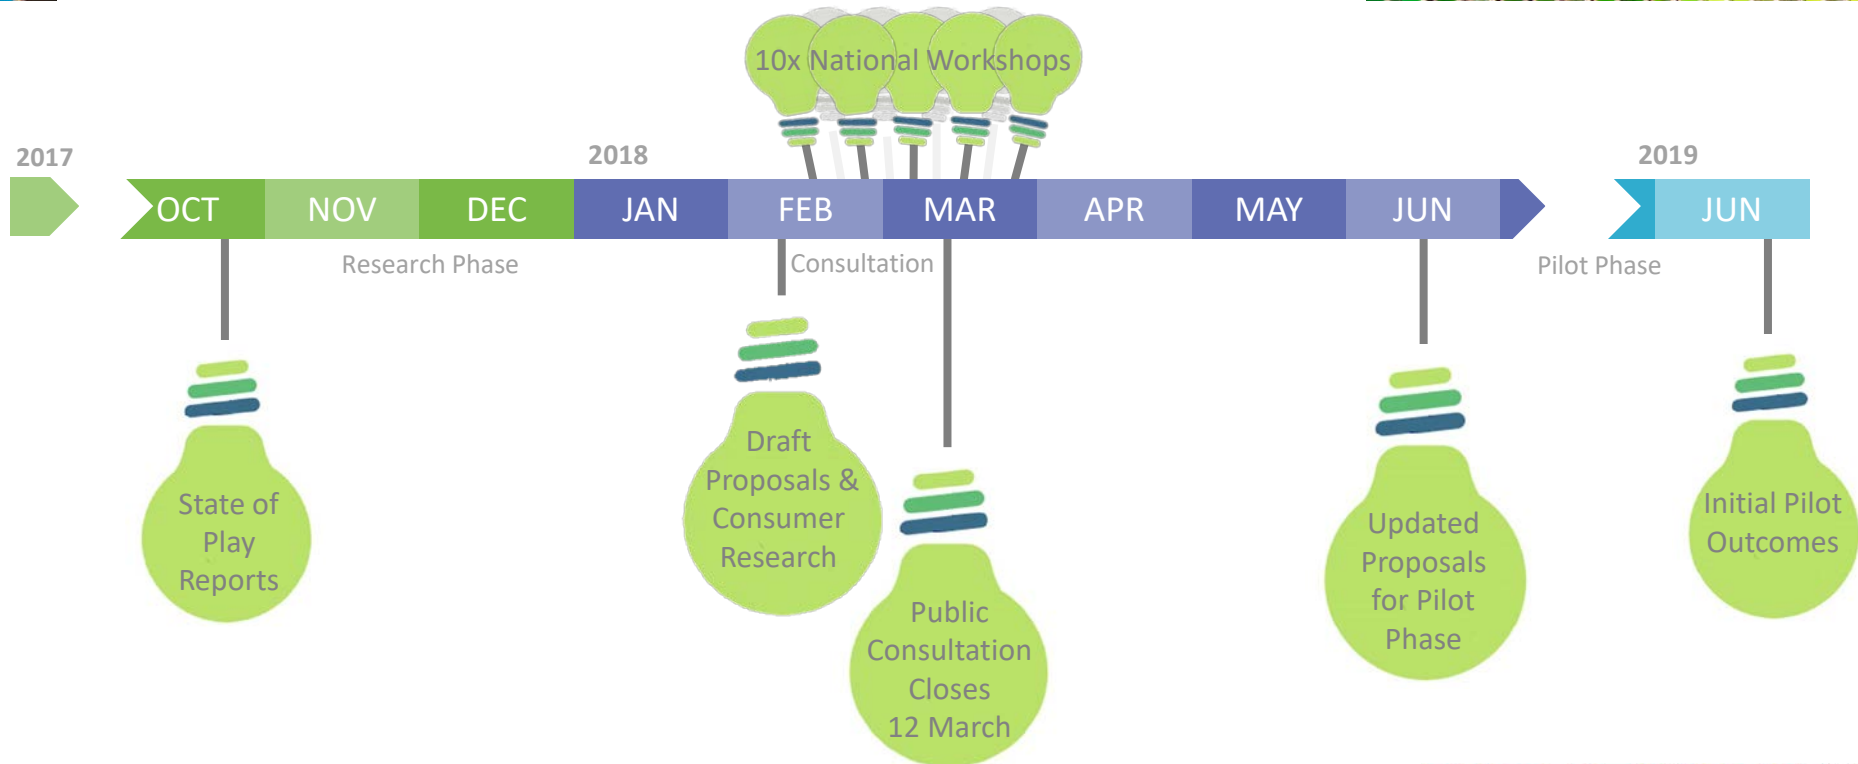 10x National Workshops
2017
2018
2019
OCT NOV DEC JAN FEB MAR APR MAY JUN JUN
Research Phase
Consultation
Pilot Phase
State of
Play
Reports
Draft
Proposals &
Consumer
Research
Public
Consultation
Closes
12 March
Updated
Proposals
for Pilot
Phase
Initial Pilot
Outcomes